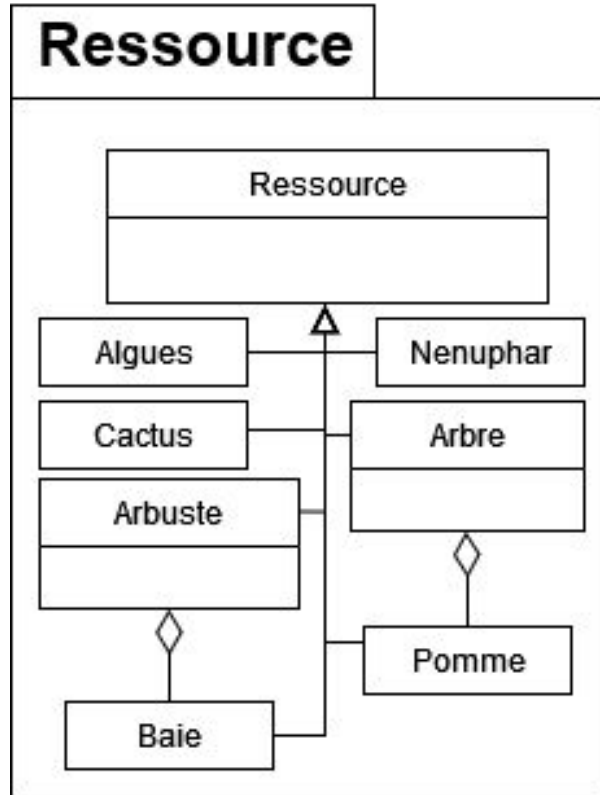 Ressource
Ressource
Algues
Nenuphar
Cactus
Arbre
Arbuste
Pomme
Baie